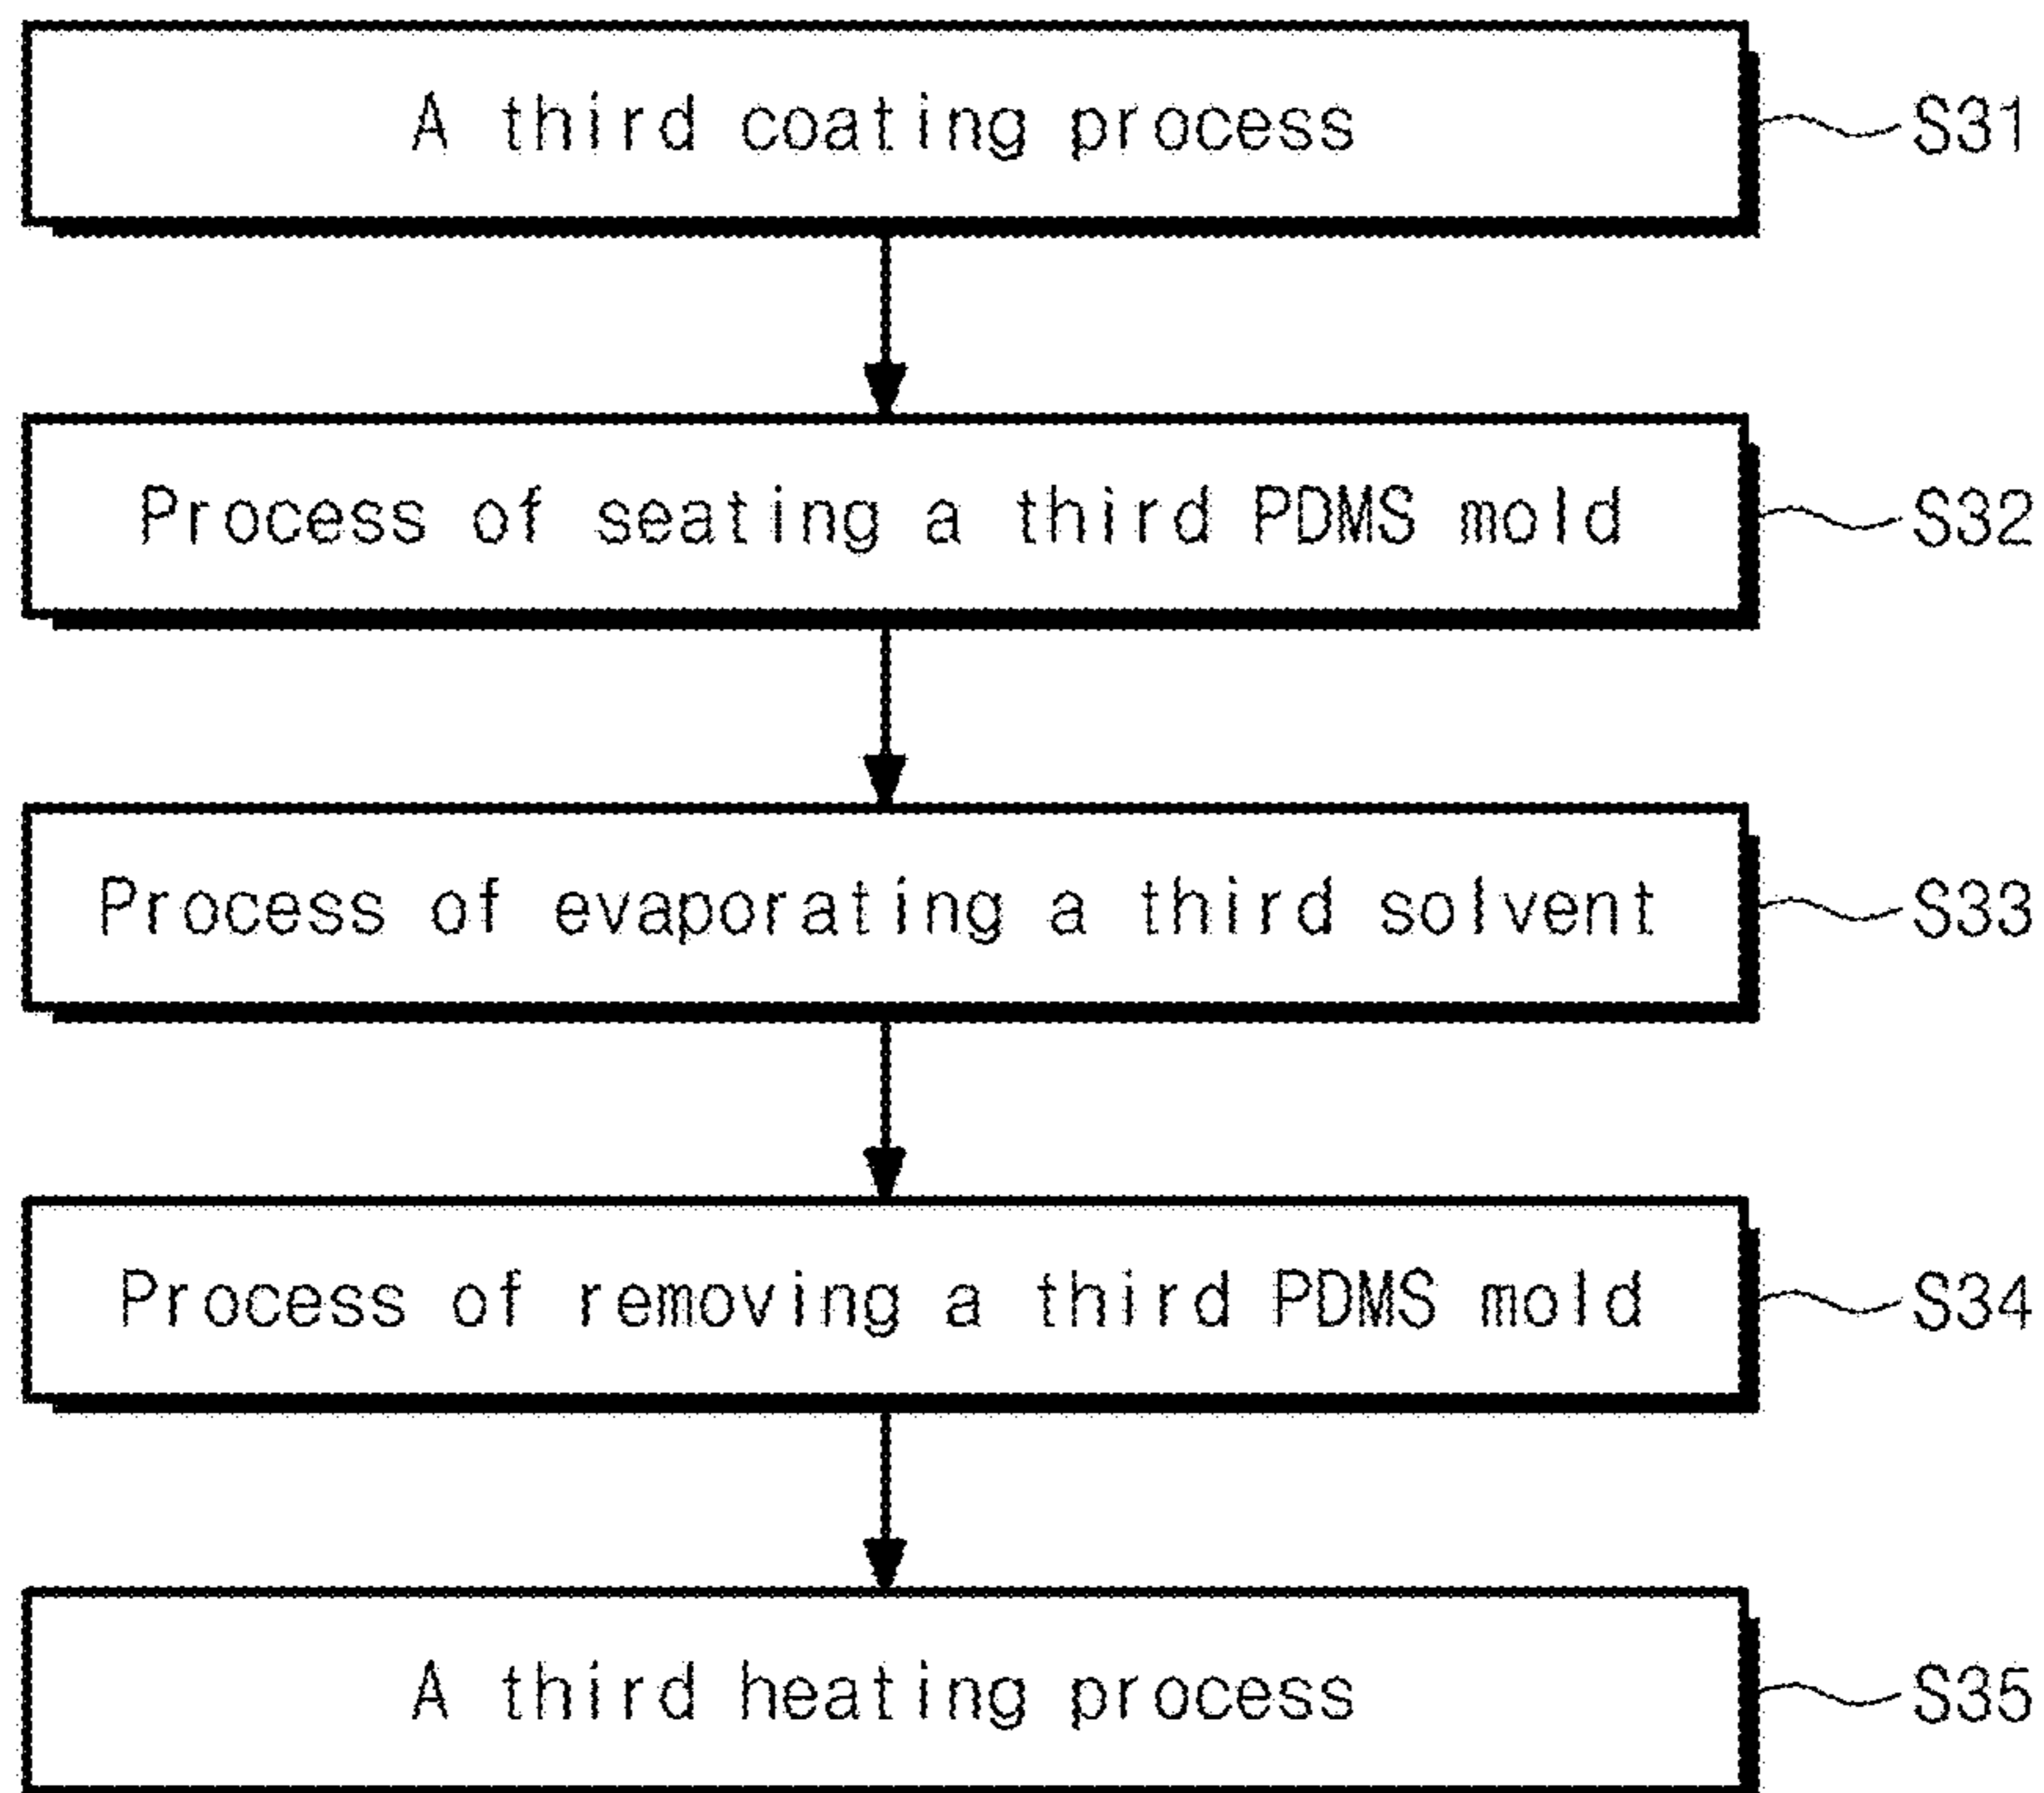 A third coating process S31
Process of seating a third PDMS mold S32
Process of evaporating a third solvent S33
Process of removing a third PDMS mold S34
A third heating process S35